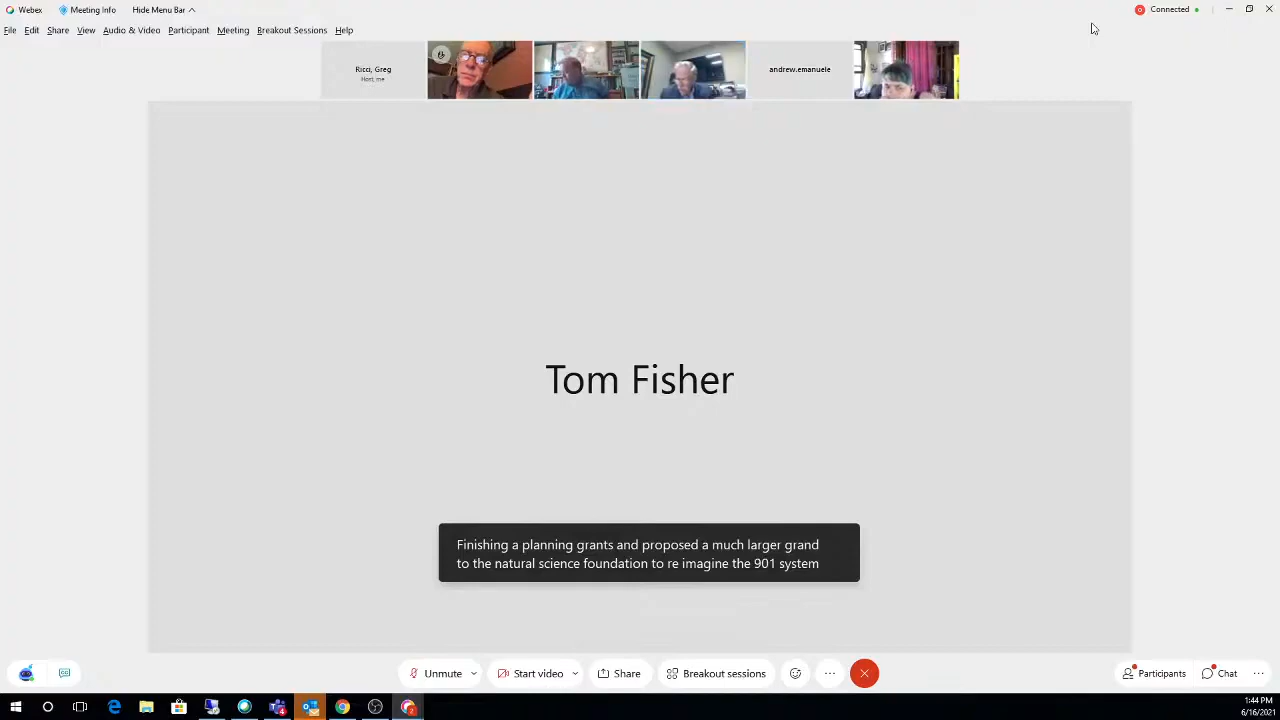 Webex Meeting Info Hide Menu Bar Connected
File Edit Share View Audio & Video Participant Meeting Breakout Sessions Help
Ricci, Greg
Host, me
andrew.emanuele
Tom Fisher
Finishing a planning grants and proposed a much larger grand
to the natural science foundation to re imagine the 901 system
Unmute Start video Share Breakout sessions Participants Chat
1:44 PM
6/16/2021